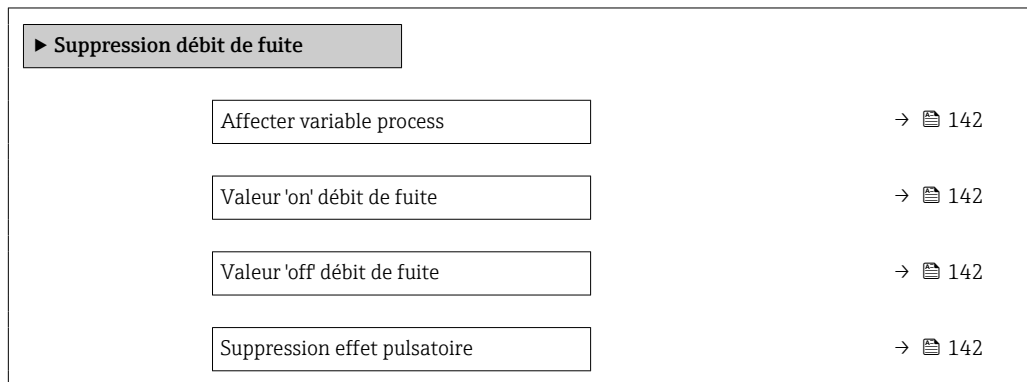 ▶ Suppression débit de fuite
Affecter variable process → 142
Valeur 'on' débit de fuite → 142
Valeur 'off' débit de fuite → 142
Suppression effet pulsatoire → 142